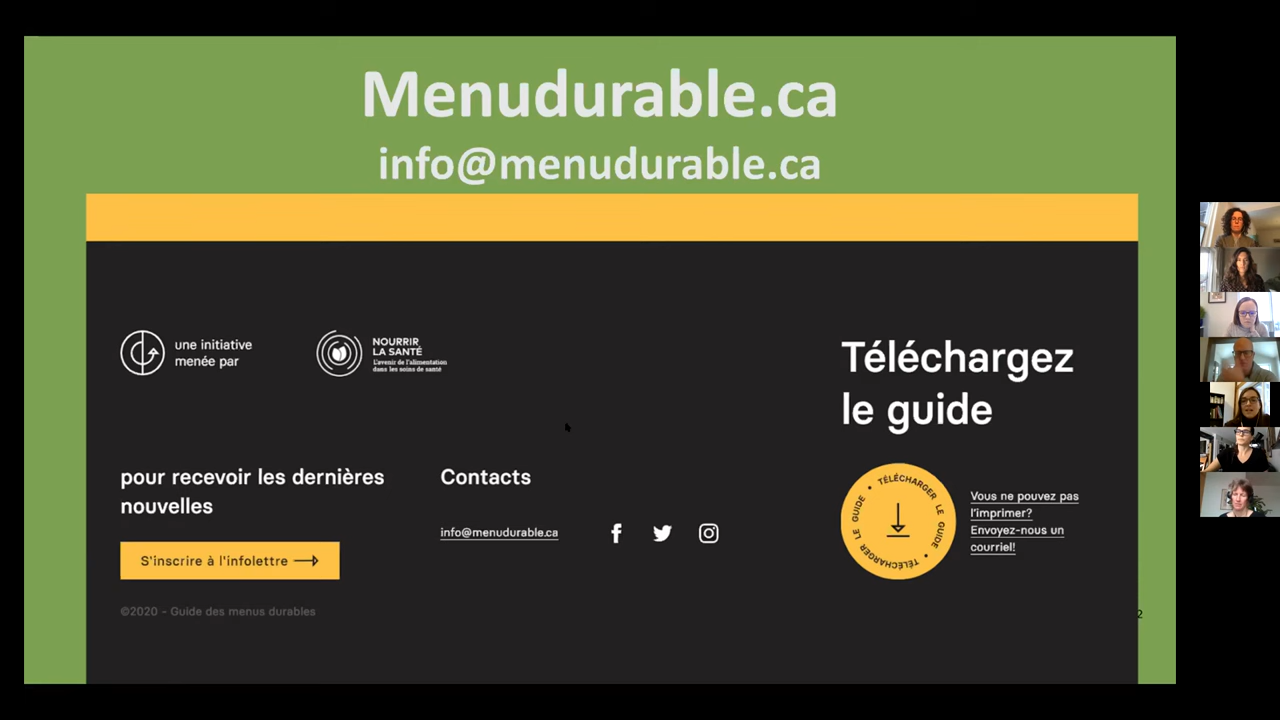 Menudurable.ca
info@menudurable.ca
une initiative
menée par
NOURRIR
LA SANTÉ
L'avenir de l'alimentation
dans les soins de santé
Téléchargez
le guide
pour recevoir les dernières
nouvelles
S'inscrire à l'infolettre
Contacts
info@menudurable.ca
TÉLÉCHARGER LE GUIDE • TÉLÉCHARGER LE GUIDE •
Vous ne pouvez pas
l'imprimer?
Envoyez-nous un
courriel!
©2020 - Guide des menus durables
2